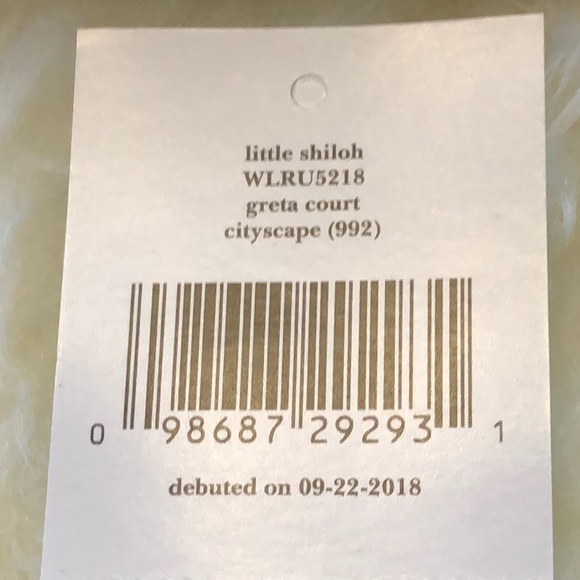 little shiloh
WLRU5218
greta court
cityscape (992)
0 98687 29293 1
debuted on 09-22-2018